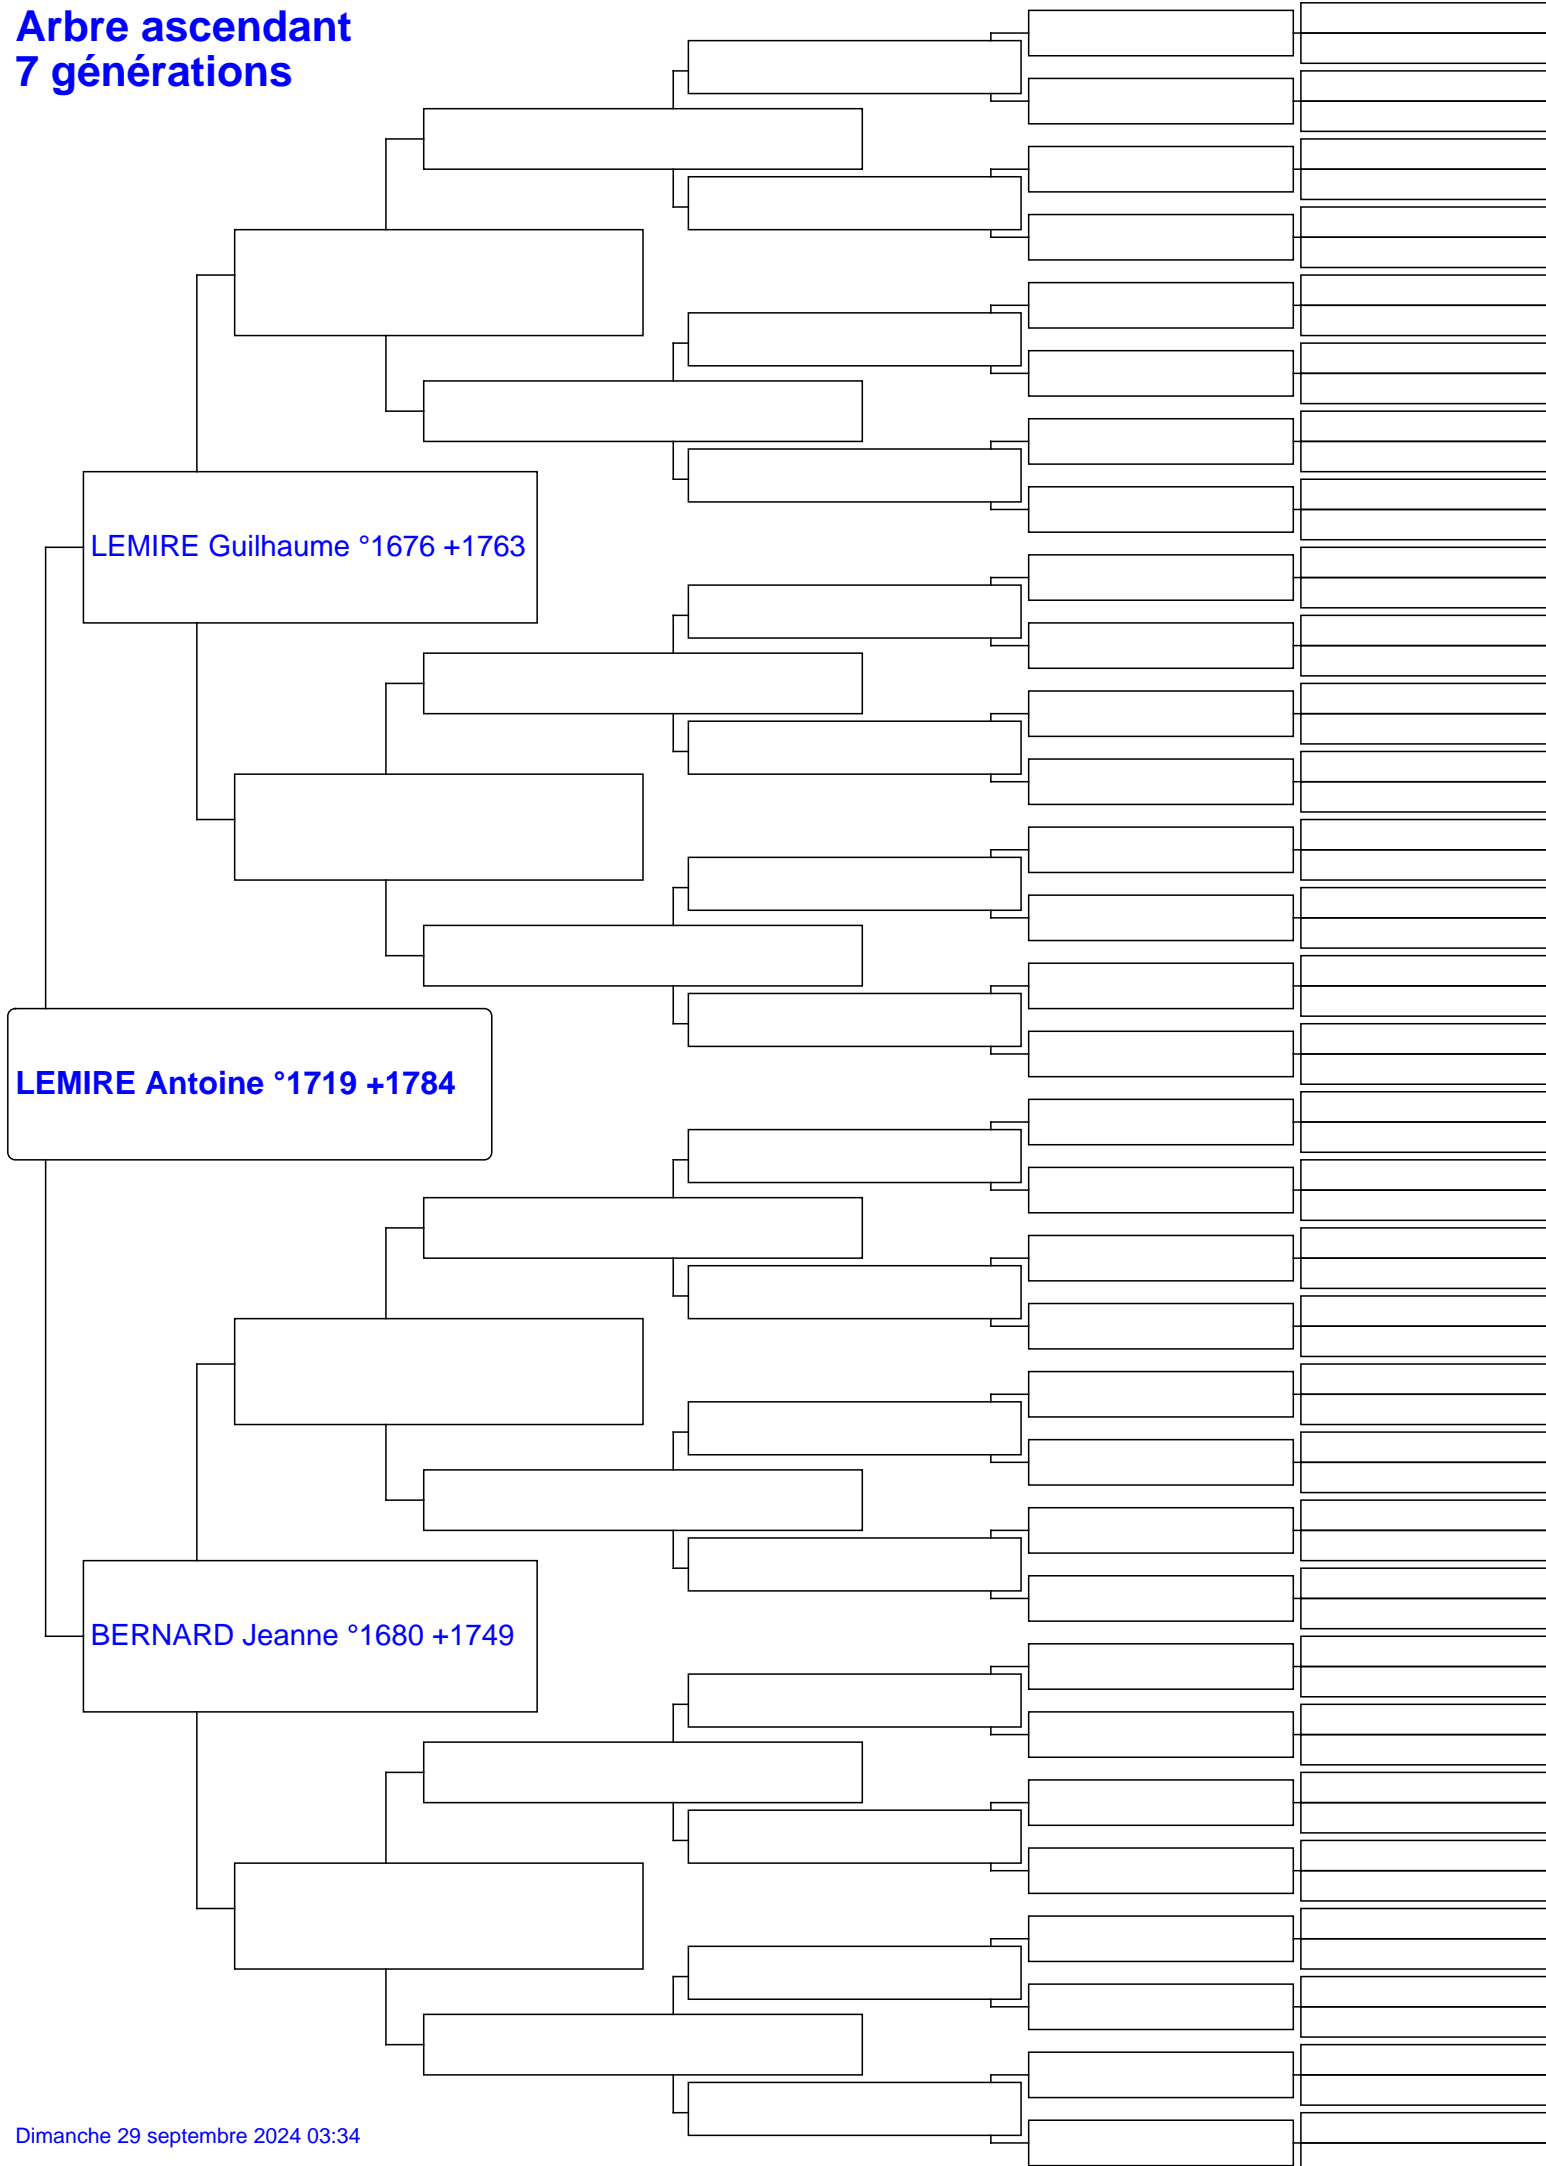 Arbre ascendant
7 générations
LEMIRE Guilhaume °1676 +1763
LEMIRE Antoine °1719 +1784
BERNARD Jeanne °1680 +1749
Dimanche 29 septembre 2024 03:34